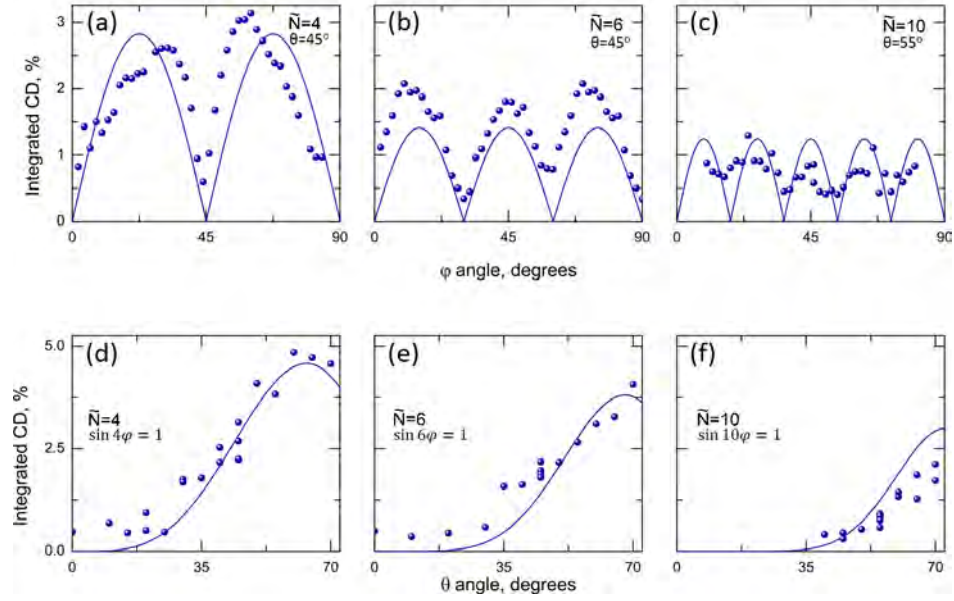 (a) Ñ=4
θ=45°
(b) Ñ=6
θ=45°
(c) Ñ=10
θ=55°
3
2
1
0
Integrated CD, %
0 45 90
0 45 90
0 45 90
φ angle, degrees
(d)
Ñ=4
sin 4φ = 1
(e)
Ñ=6
sin 6φ = 1
(f)
Ñ=10
sin 10φ = 1
5.0
2.5
0.0
Integrated CD, %
0 35 70
0 35 70
0 35 70
θ angle, degrees